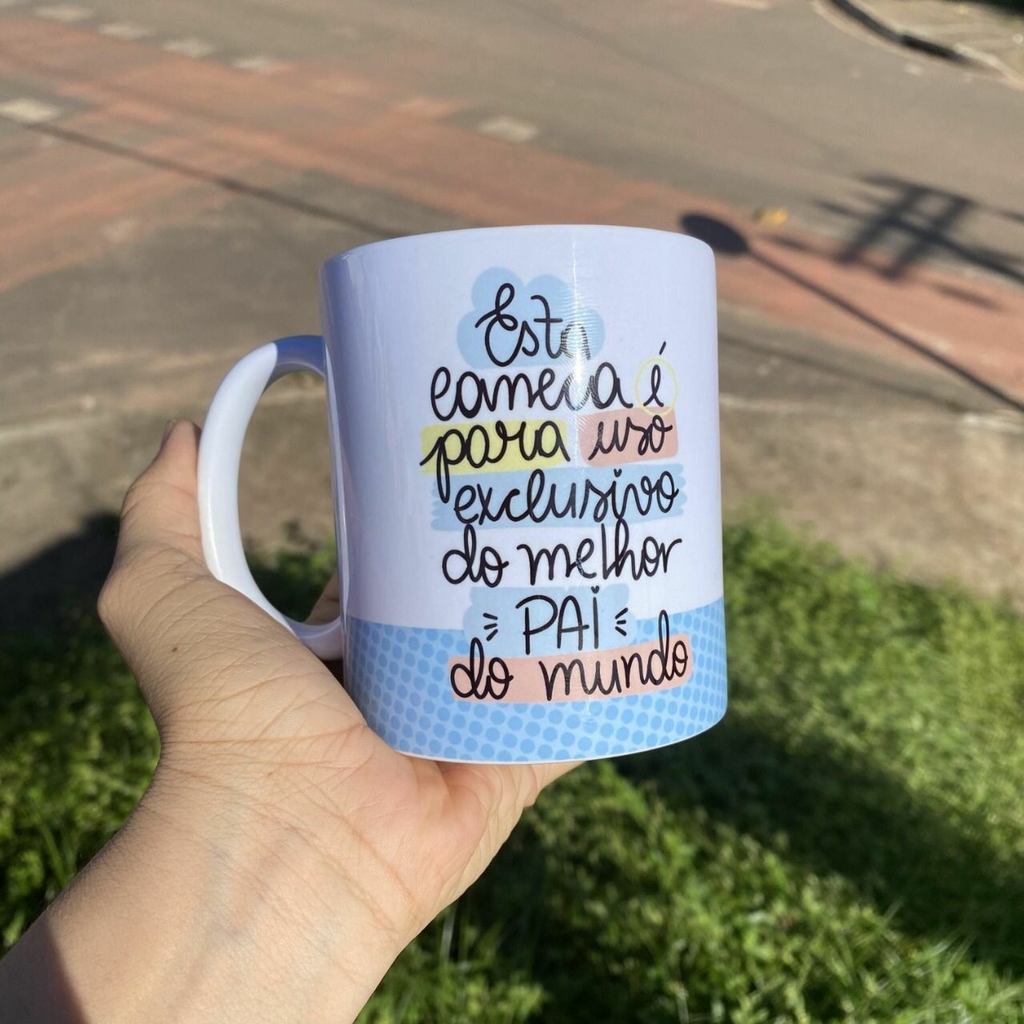 Esta
caneca é
para uso
exclusivo
do melhor
PAI
do mundo